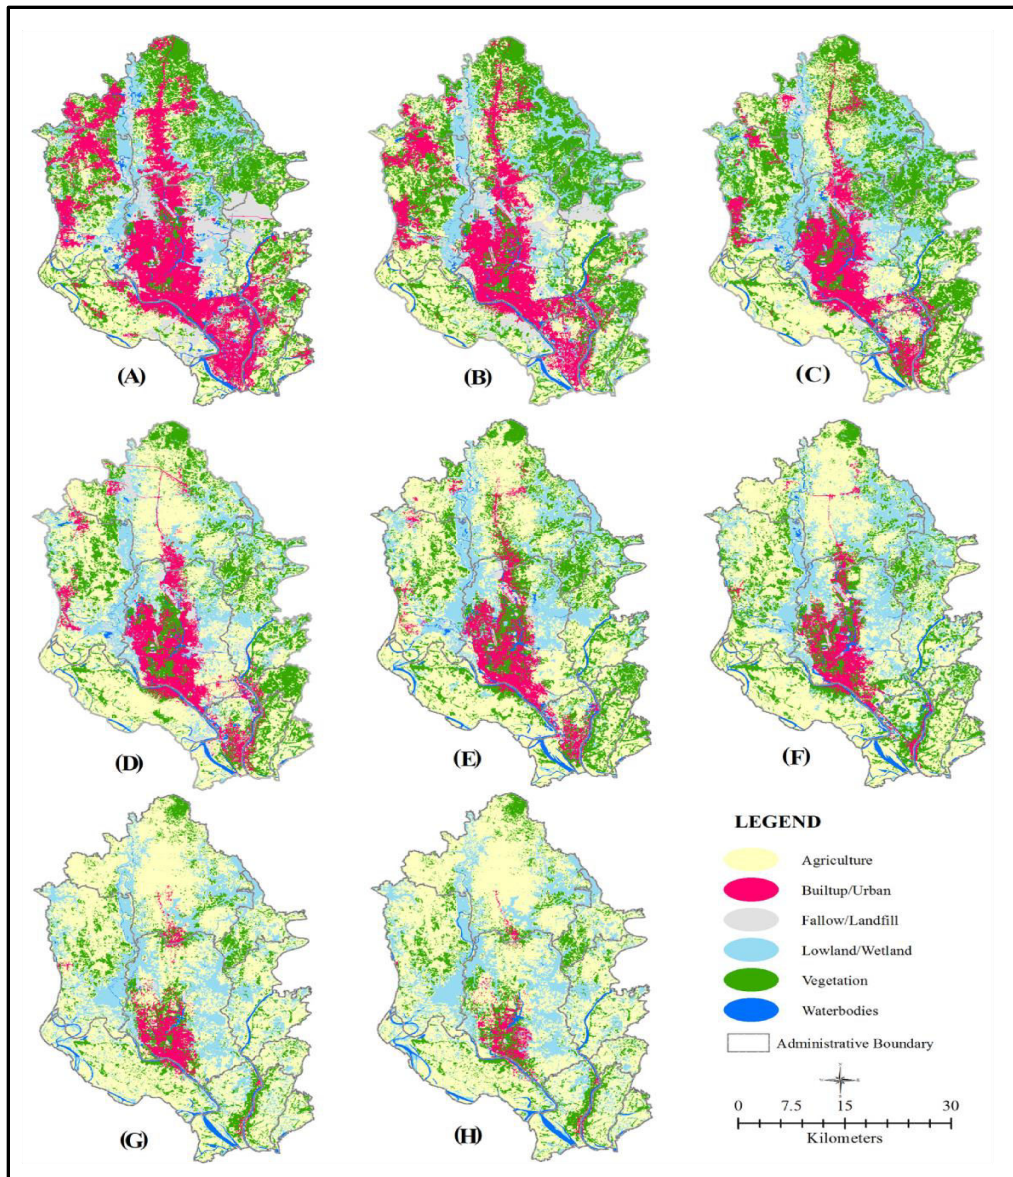 (A)
(B)
(C)
(D)
(E)
(F)
LEGEND
Agriculture
Builtup/Urban
Fallow/Landfill
Lowland/Wetland
Vegetation
Waterbodies
Administrative Boundary
0 7.5 15 30
Kilometers
(G)
(H)